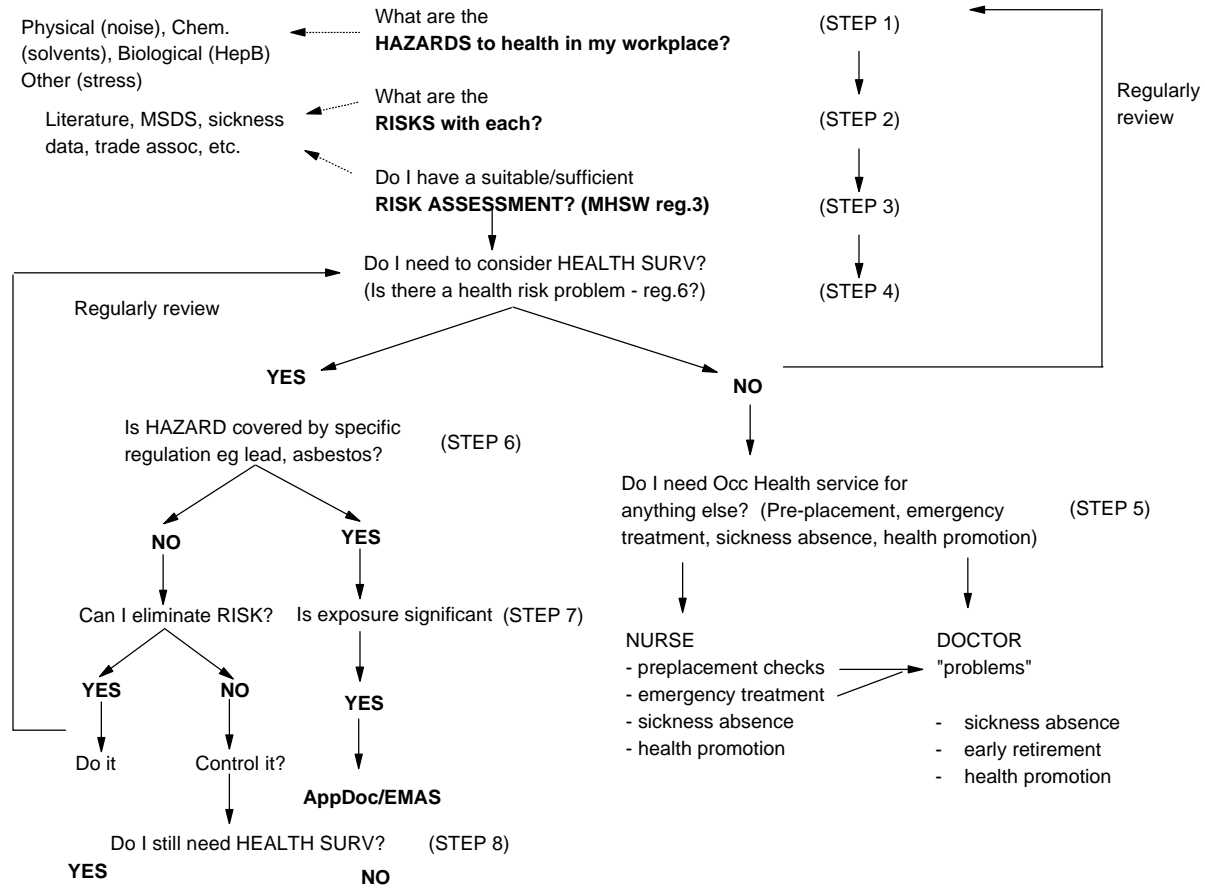 Physical (noise), Chem.
(solvents), Biological (HepB)
Other (stress)
What are the
HAZARDS to health in my workplace?
(STEP 1)
Regularly
review
Literature, MSDS, sickness
data, trade assoc, etc.
What are the
RISKS with each?
(STEP 2)
Do I have a suitable/sufficient
RISK ASSESSMENT? (MHSW reg.3)
(STEP 3)
Do I need to consider HEALTH SURV?
(Is there a health risk problem - reg.6?)
(STEP 4)
Regularly review
YES
NO
Is HAZARD covered by specific
regulation eg lead, asbestos?
(STEP 6)
Do I need Occ Health service for
anything else? (Pre-placement, emergency
treatment, sickness absence, health promotion)
(STEP 5)
NO
YES
Can I eliminate RISK?
Is exposure significant
(STEP 7)
NURSE
- preplacement checks
- emergency treatment
- sickness absence
- health promotion
DOCTOR
"problems"
- sickness absence
- early retirement
- health promotion
YES
NO
YES
Do it
Control it?
AppDoc/EMAS
Do I still need HEALTH SURV?
(STEP 8)
YES
NO